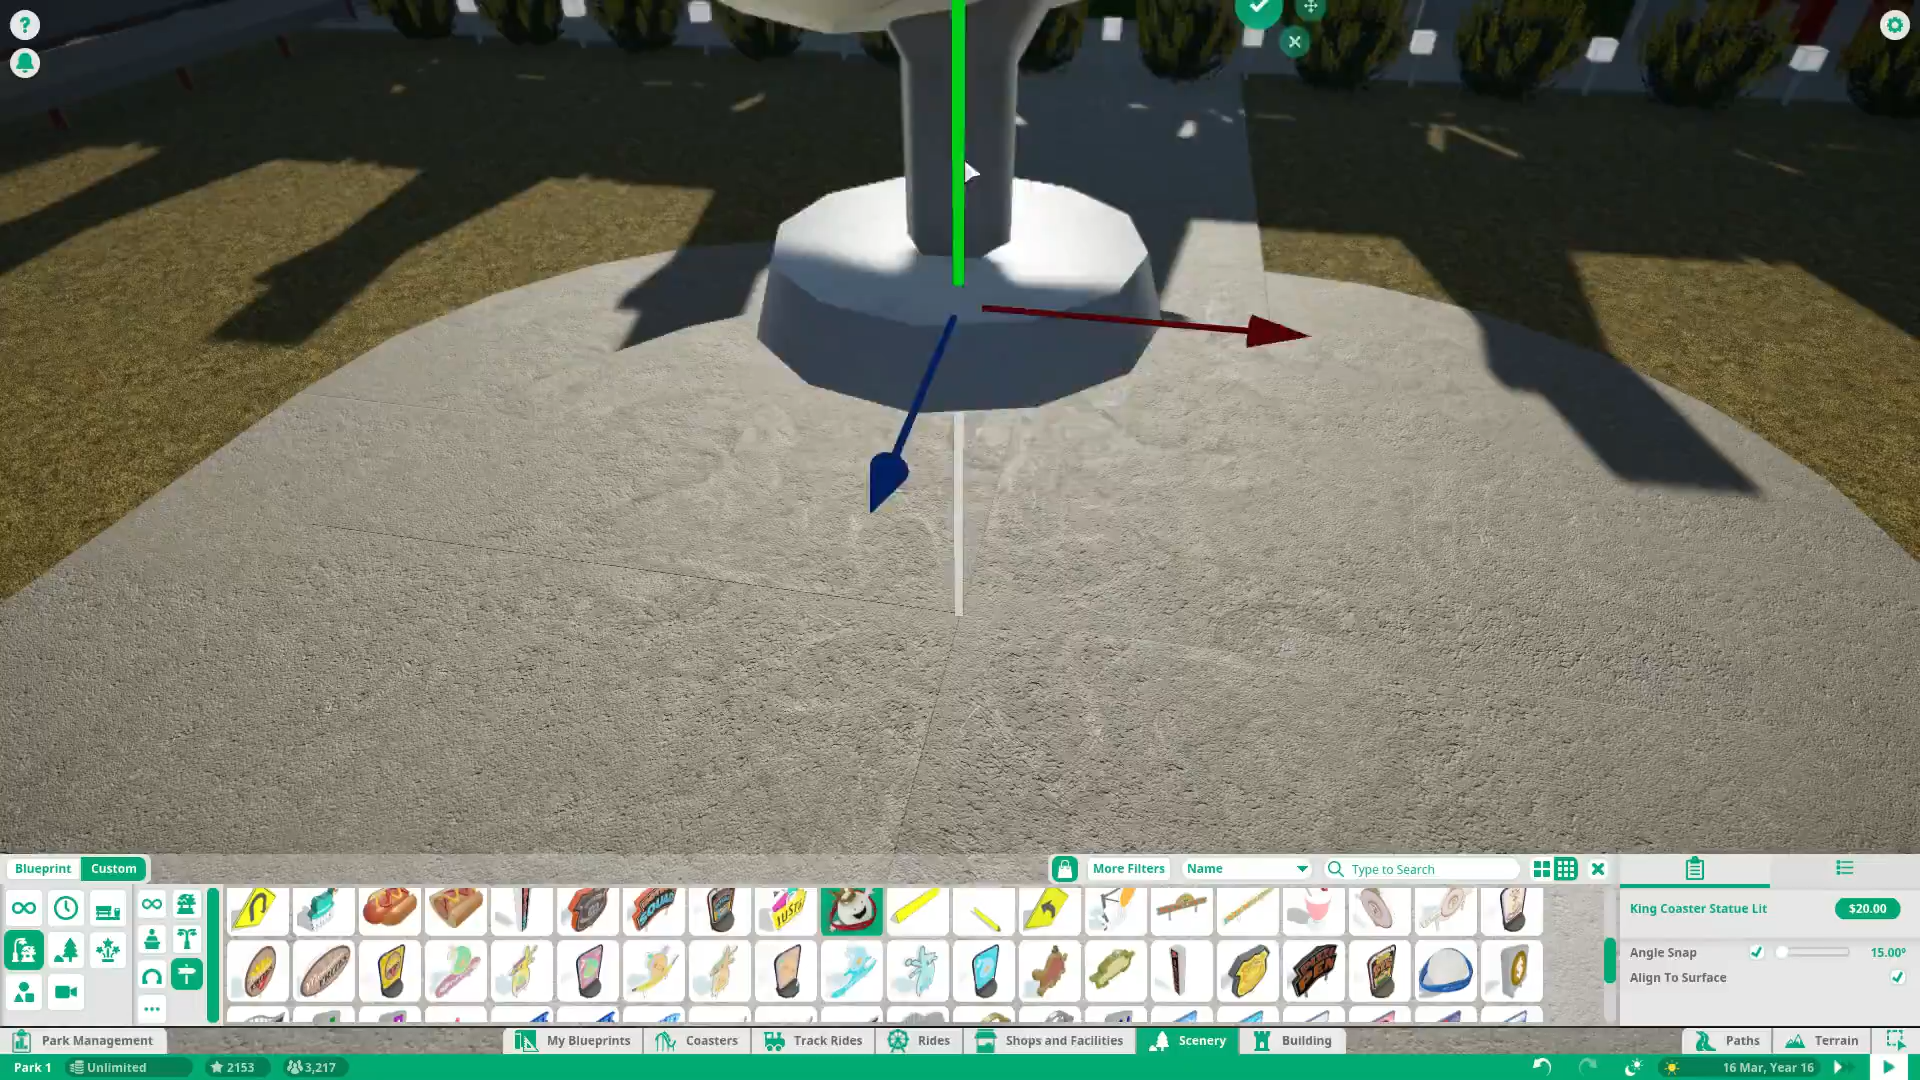 Blueprint
Custom
More Filters
Name
Type to Search
King Coaster Statue Lit
$20.00
Angle Snap
15.00°
Align To Surface
Park Management
My Blueprints
Coasters
Track Rides
Rides
Shops and Facilities
Scenery
Building
Paths
Terrain
Park 1
Unlimited
2153
3,217
16 Mar, Year 16